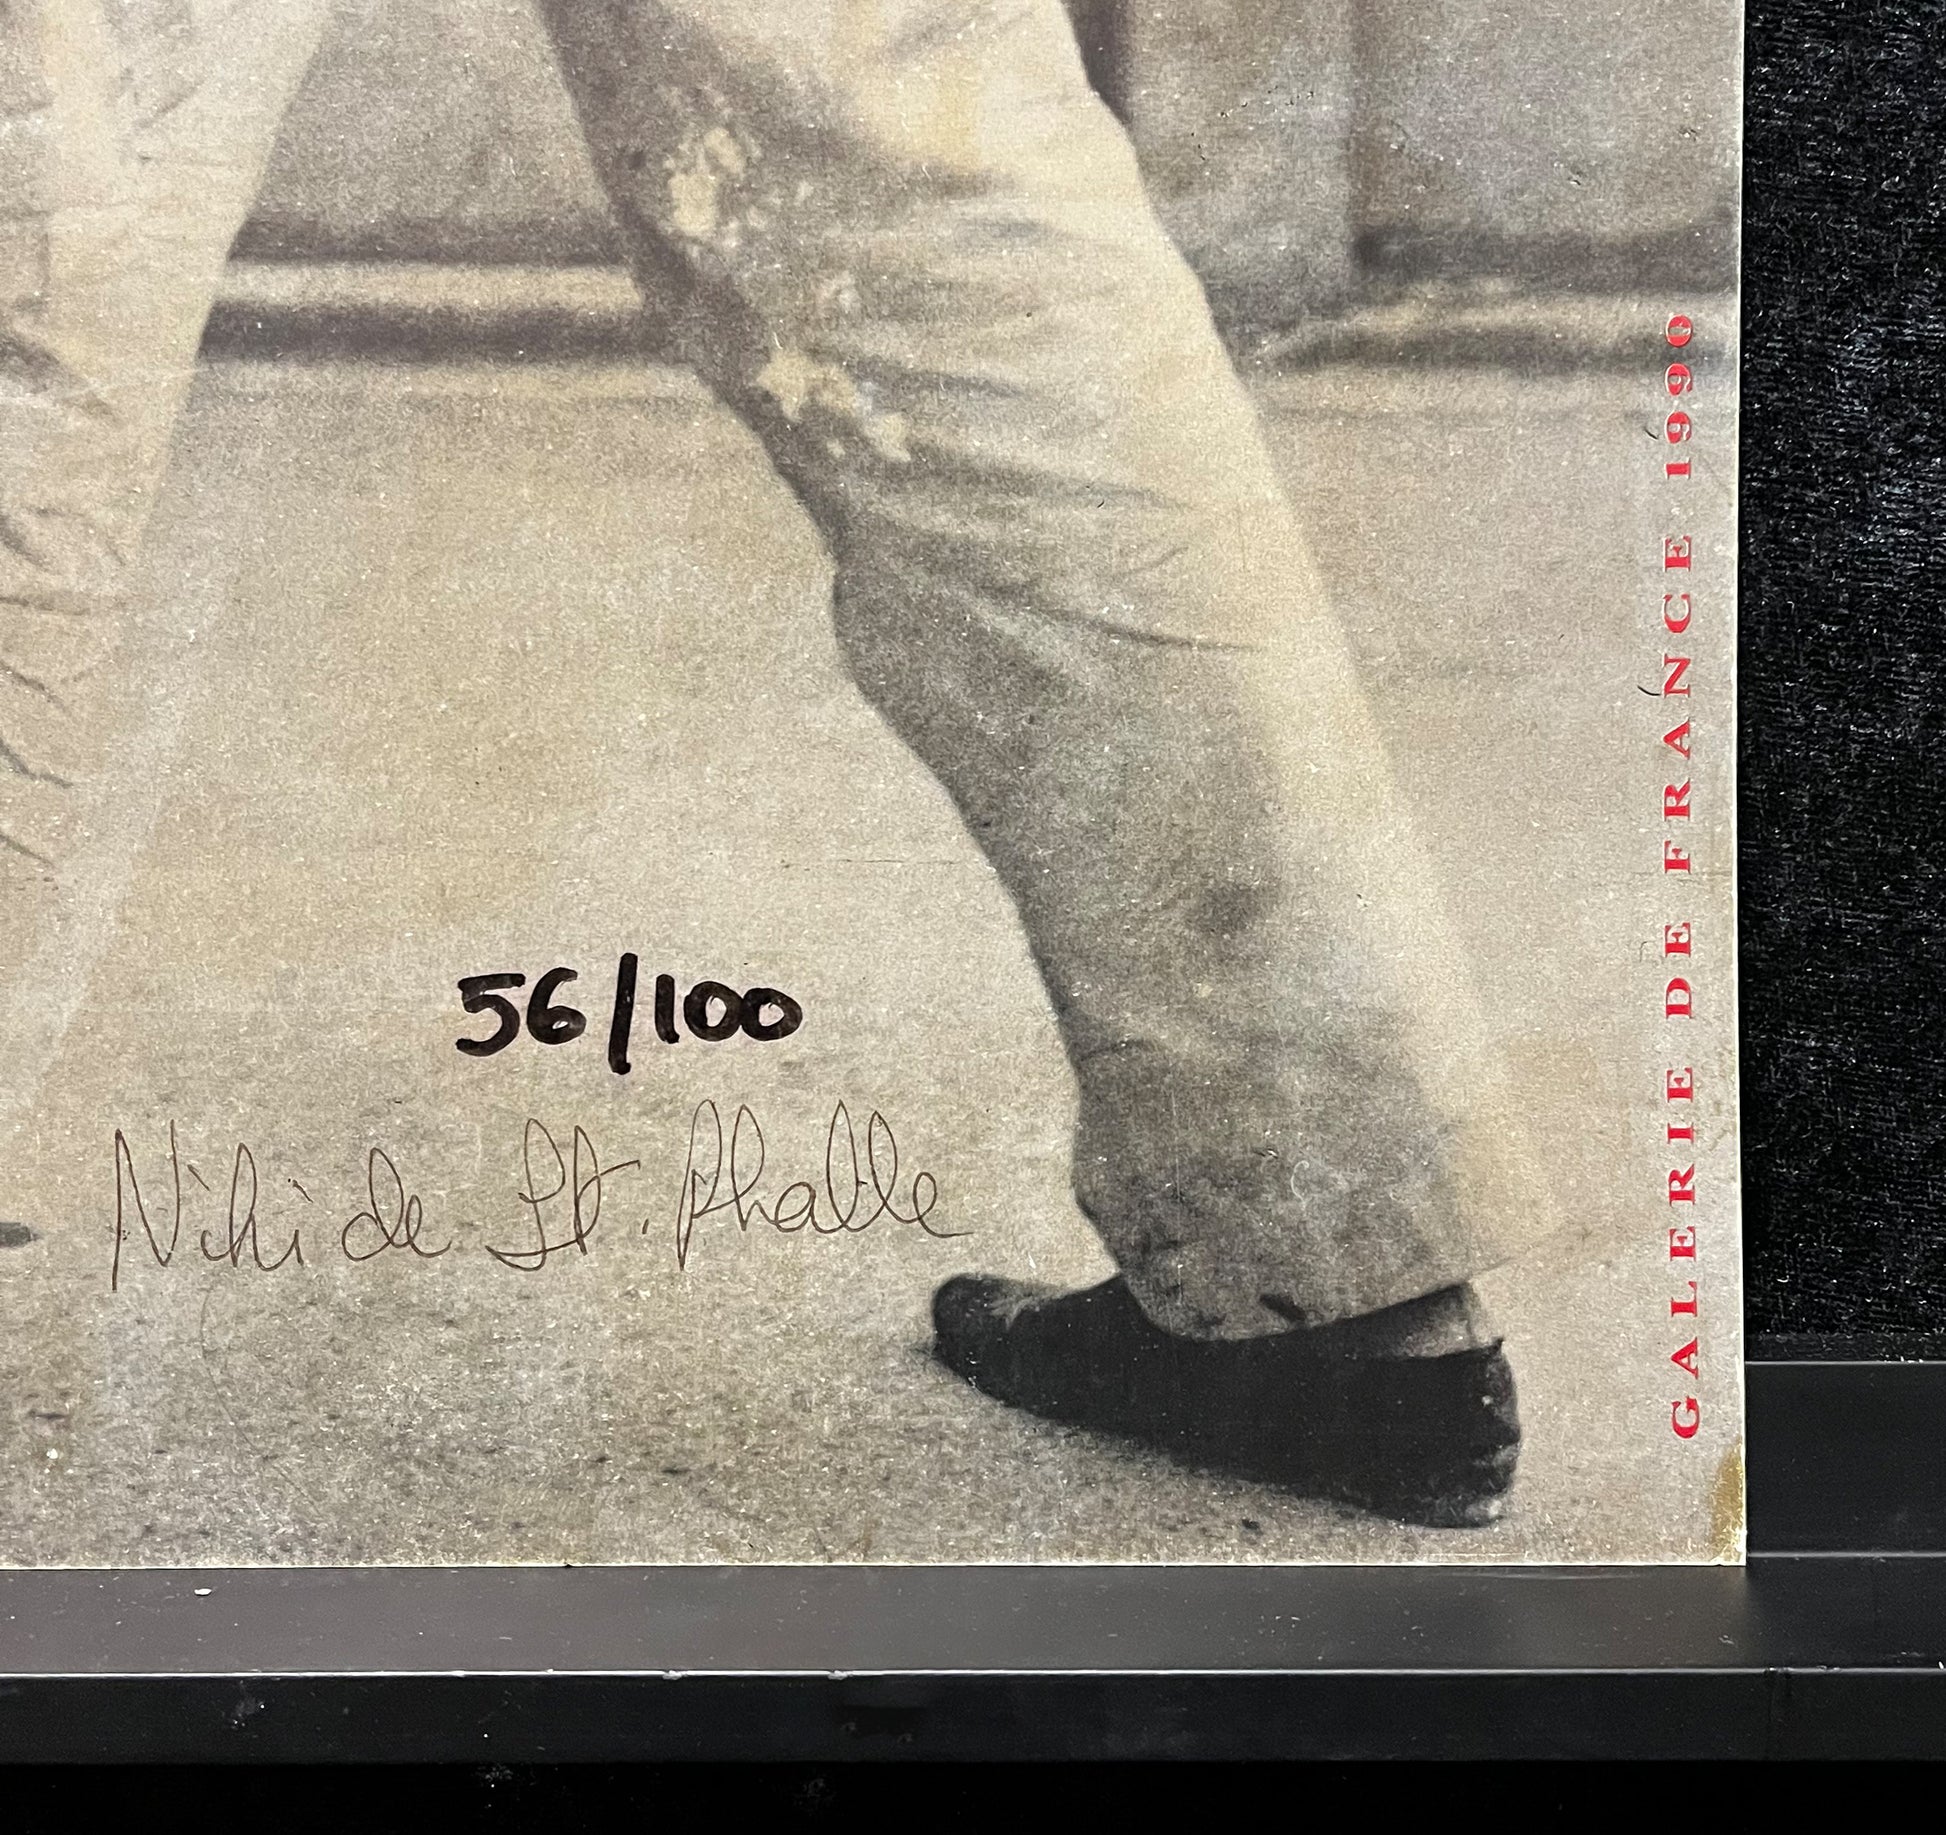 56/100
Niki de St. Phalle
GALERIE DE FRANCE 1990